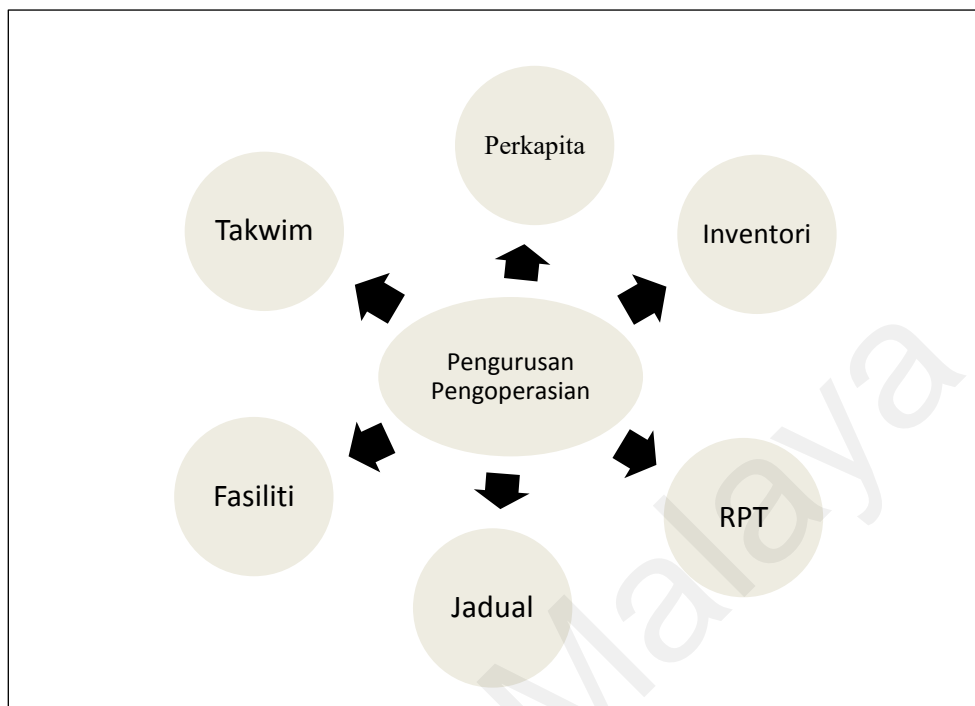 Perkapita
Takwim
Inventori
Pengurusan
Pengoperasian
Fasiliti
RPT
Jadual
Malaya